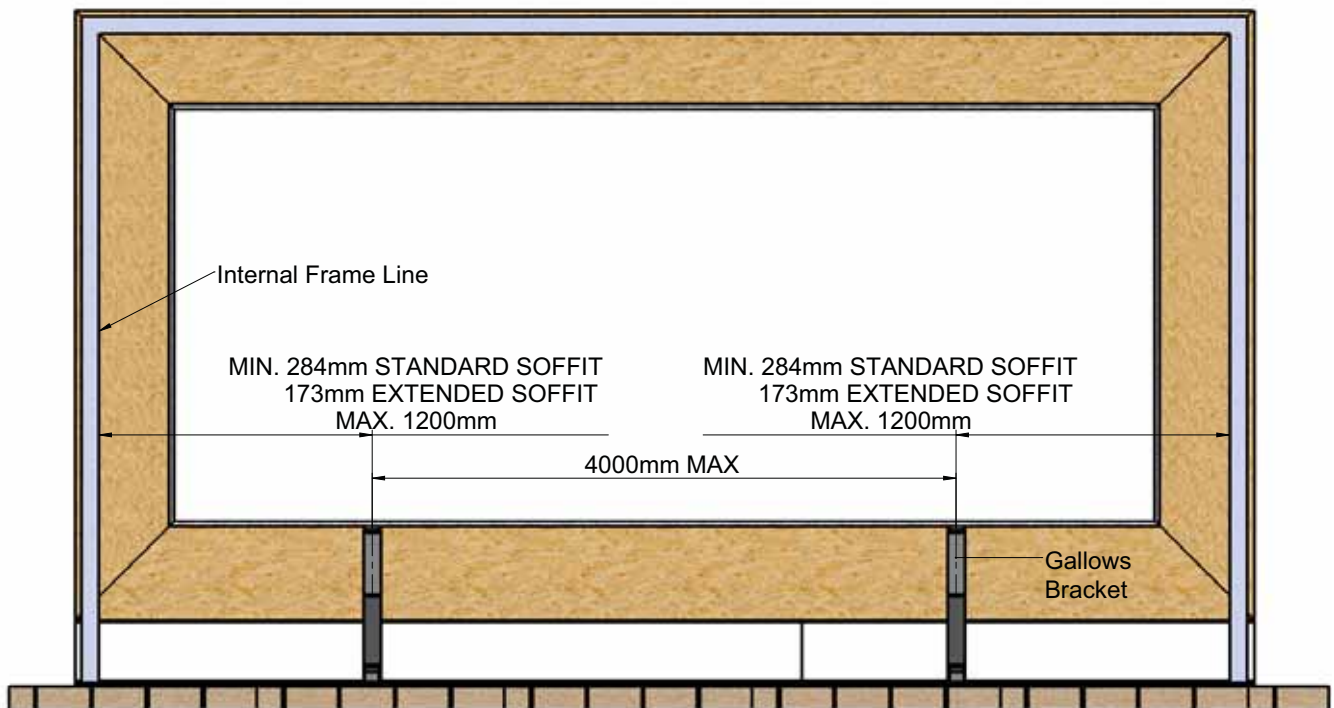 Internal Frame Line
MIN. 284mm STANDARD SOFFIT
173mm EXTENDED SOFFIT
MAX. 1200mm
MIN. 284mm STANDARD SOFFIT
173mm EXTENDED SOFFIT
MAX. 1200mm
4000mm MAX
Gallows
Bracket